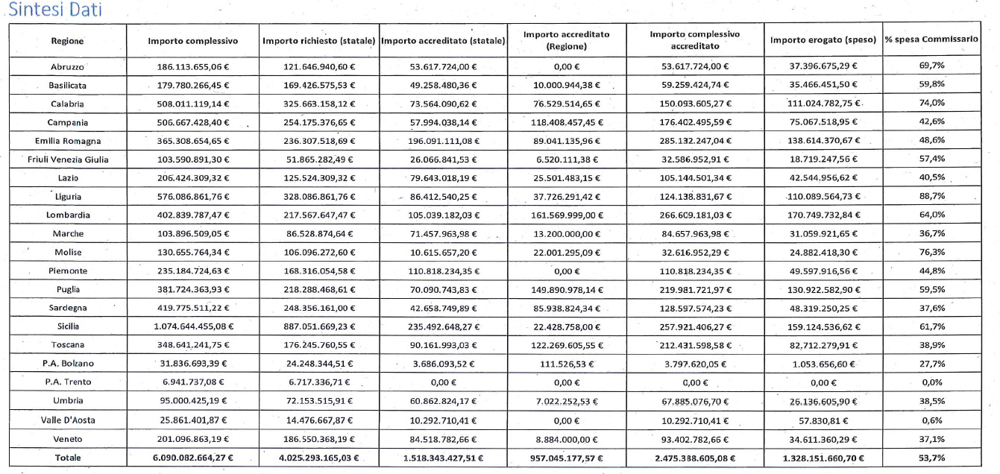 Sintesi Dati
Regione Importo complessivo Importo richiesto (statale) Importo accreditato (statale) Importo accreditato (Regione) Importo complessivo accreditato Importo erogato (speso) % spesa Commissario
Abruzzo 186.113.655,06 € 121.646.940,60 € 53.617.724,00 € 0,00 € 53.617.724,00 € 37.396.675,29 € 69,7%
Basilicata 179.780.266,45 € 169.426.575,53 € 49.258.480,36 € 10.000.944,38 € 59.259.424,74 € 35.466.451,50 € 59,8%
Calabria 508.011.119,14 € 325.663.158,12 € 73.564.090,62 € 76.529.514,65 € 150.093.605,27 € 111.024.782,75 € 74,0%
Campania 506.667.428,40 € 254.175.376,65 € 57.994.038,14 € 118.408.457,45 € 176.402.495,59 € 75.067.518,95 € 42,6%
Emilia Romagna 365.308.654,65 € 236.307.518,69 € 196.091.111,08 € 89.041.135,96 € 285.132.247,04 € 138.614.370,67 € 48,6%
Friuli Venezia Giulia 103.590.891,30 € 51.865.282,49 € 26.066.841,53 € 6.520.111,38 € 32.586.952,91 € 18.719.247,56 € 57,4%
Lazio 206.424.309,32 € 125.524.309,32 € 79.643.018,19 € 25.501.483,15 € 105.144.501,34 € 42.544.956,62 € 40,5%
Liguria 576.086.861,76 € 328.086.861,76 € 86.412.540,25 € 37.726.291,42 € 124.138.831,67 € 110.089.564,73 € 88,7%
Lombardia 402.839.787,47 € 217.567.647,47 € 105.039.182,03 € 161.569.999,00 € 266.609.181,03 € 170.749.732,84 € 64,0%
Marche 103.896.509,05 € 86.528.874,64 € 71.457.963,98 € 13.200.000,00 € 84.657.963,98 € 31.059.921,65 € 36,7%
Molise 130.655.764,34 € 106.096.272,60 € 10.615.657,20 € 22.001.295,09 € 32.616.952,29 € 24.882.418,30 € 76,3%
Piemonte 235.184.724,63 € 168.316.054,58 € 110.818.234,35 € 0,00 € 110.818.234,35 € 49.597.916,56 € 44,8%
Puglia 381.724.363,93 € 218.288.468,61 € 70.090.743,83 € 149.890.978,14 € 219.981.721,97 € 130.922.582,90 € 59,5%
Sardegna 419.775.511,22 € 248.356.161,00 € 42.658.749,89 € 85.938.824,34 € 128.597.574,23 € 48.319.250,25 € 37,6%
Sicilia 1.074.644.455,08 € 887.051.669,23 € 235.492.648,27 € 22.428.758,00 € 257.921.406,27 € 159.124.536,62 € 61,7%
Toscana 348.641.241,75 € 176.245.760,55 € 90.161.993,03 € 122.269.605,55 € 212.431.598,58 € 82.712.279,91 € 38,9%
P.A. Bolzano 31.836.693,39 € 24.248.344,51 € 3.686.093,52 € 111.526,53 € 3.797.620,05 € 1.053.656,60 € 27,7%
P.A. Trento 6.941.737,08 € 6.717.336,71 € 0,00 € 0,00 € 0,00 € 0,00 € 0,0%
Umbria 95.000.425,19 € 72.153.515,91 € 60.862.824,17 € 7.022.252,53 € 67.885.076,70 € 26.136.605,90 € 38,5%
Valle D'Aosta 25.861.401,87 € 14.476.667,87 € 10.292.710,41 € 0,00 € 10.292.710,41 € 57.830,81 € 0,6%
Veneto 201.096.863,19 € 186.550.368,19 € 84.518.782,66 € 8.884.000,00 € 93.402.782,66 € 34.611.360,29 € 37,1%
Totale 6.090.082.664,27 € 4.025.293.165,03 € 1.518.343.427,51 € 957.045.177,57 € 2.475.388.605,08 € 1.328.151.660,70 € 53,7%